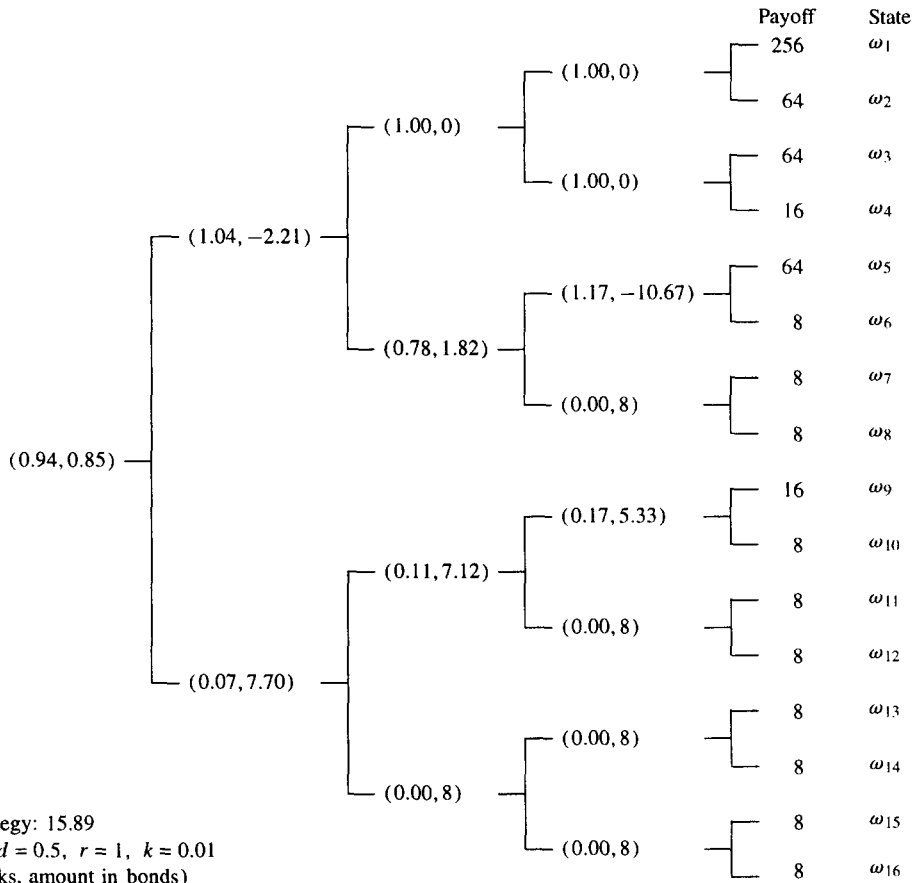 Payoff State
256 ω1
(1.00, 0)
64 ω2
(1.00, 0)
64 ω3
(1.00, 0)
16 ω4
(1.04, −2.21)
64 ω5
(1.17, −10.67)
8 ω6
(0.78, 1.82)
8 ω7
(0.00, 8)
8 ω8
(0.94, 0.85)
16 ω9
(0.17, 5.33)
8 ω10
(0.11, 7.12)
8 ω11
(0.00, 8)
8 ω12
(0.07, 7.70)
8 ω13
(0.00, 8)
8 ω14
(0.00, 8)
8 ω15
egy: 15.89
(0.00, 8)
d = 0.5, r = 1, k = 0.01
8 ω16
ks, amount in bonds)